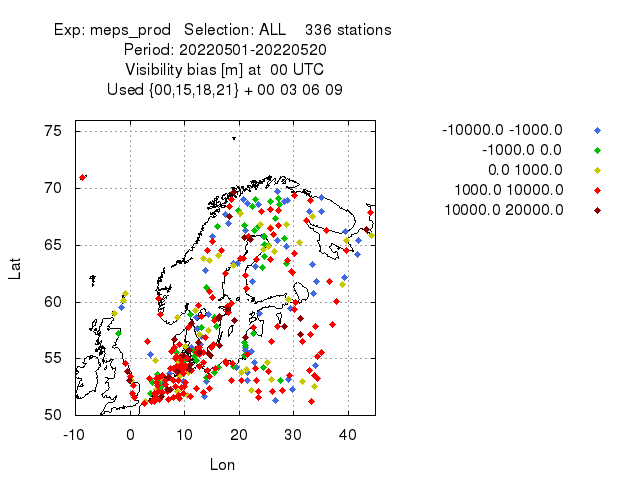 Exp: meps_prod   Selection: ALL    336 stations
Period: 20220501-20220520
Visibility bias [m] at  00 UTC
Used {00,15,18,21} + 00 03 06 09
-10000.0 -1000.0
-1000.0 0.0
0.0 1000.0
1000.0 10000.0
10000.0 20000.0
75
70
65
60
55
50
Lat
-10 0 10 20 30 40
Lon